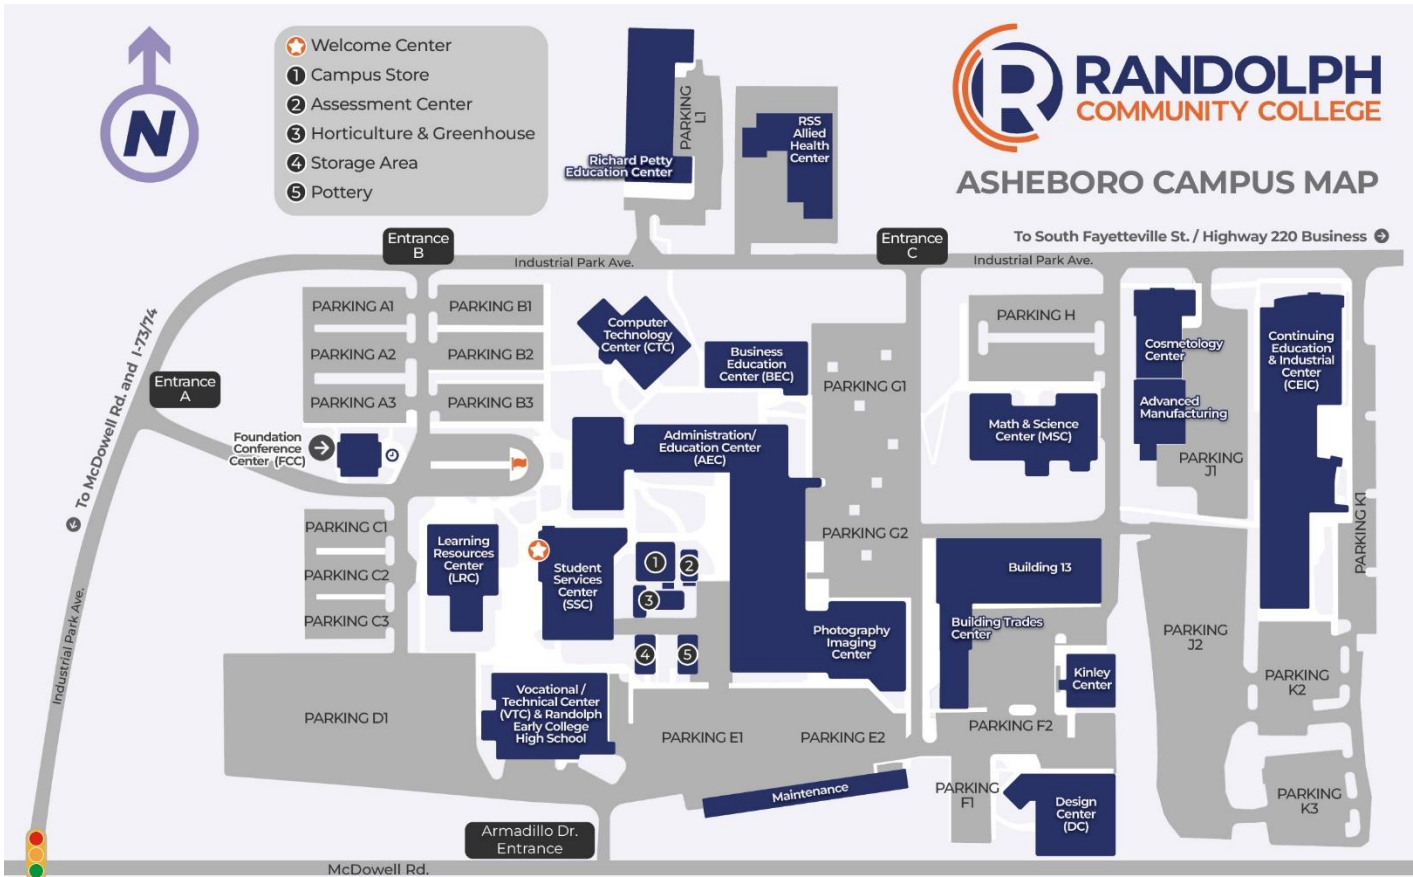 N
Welcome Center
1 Campus Store
2 Assessment Center
3 Horticulture & Greenhouse
4 Storage Area
5 Pottery
R
RANDOLPH
COMMUNITY COLLEGE
ASHEBORO CAMPUS MAP
To South Fayetteville St. / Highway 220 Business
Richard Petty
Education Center
PARKING
L1
RSS
Allied
Health
Center
Entrance
B
Entrance
C
Industrial Park Ave.
Industrial Park Ave.
Entrance
A
To McDowell Rd. and I-73/74
Industrial Park Ave.
PARKING A1
PARKING B1
PARKING A2
PARKING B2
PARKING A3
PARKING B3
Computer
Technology
Center (CTC)
Business
Education
Center (BEC)
PARKING G1
PARKING H
Cosmetology
Center
Continuing
Education
& Industrial
Center
(CEIC)
Foundation
Conference
Center (FCC)
Administration/
Education Center
(AEC)
Math & Science
Center (MSC)
Advanced
Manufacturing
PARKING
J1
PARKING K1
PARKING C1
PARKING C2
PARKING C3
Learning
Resources
Center
(LRC)
Student
Services
Center
(SSC)
1
2
3
4
5
PARKING G2
Building 13
Building Trades
Center
Photography
Imaging
Center
Kinley
Center
PARKING
J2
PARKING
K2
PARKING D1
Vocational /
Technical Center
(VTC) & Randolph
Early College
High School
PARKING E1
PARKING E2
PARKING F2
Maintenance
PARKING
F1
Design
Center
(DC)
PARKING
K3
Armadillo Dr.
Entrance
McDowell Rd.